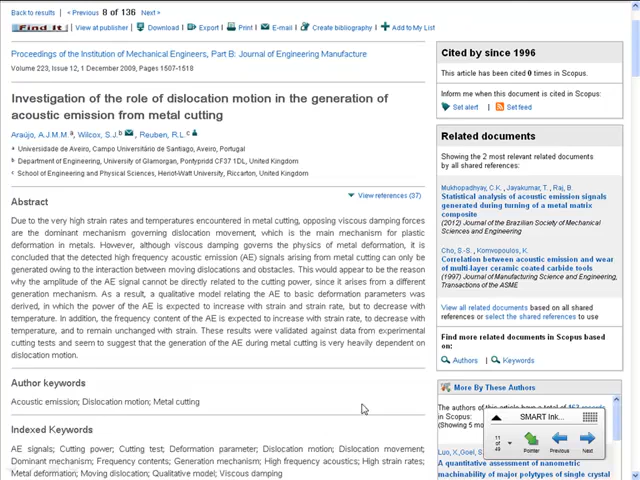 Back to results | < Previous 8 of 136 Next >
Find it | View at publisher | Download | Export | Print | E-mail | Create bibliography | Add to My List
Proceedings of the Institution of Mechanical Engineers, Part B: Journal of Engineering Manufacture
Volume 223, Issue 12, 1 December 2009, Pages 1507-1518
Investigation of the role of dislocation motion in the generation of
acoustic emission from metal cutting
Araújo, A.J.M.M. a, Wilcox, S.J. b, Reuben, R.L c
a Universidade de Aveiro, Campo Universitário de Santiago, Aveiro, Portugal
b Department of Engineering, University of Glamorgan, Pontypridd CF37 1DL, United Kingdom
c School of Engineering and Physical Sciences, Heriot-Watt University, Riccarton, United Kingdom
Abstract
View references (37)
Due to the very high strain rates and temperatures encountered in metal cutting, opposing viscous damping forces
are the dominant mechanism governing dislocation movement, which is the main mechanism for plastic
deformation in metals. However, although viscous damping governs the physics of metal deformation, it is
concluded that the detected high frequency acoustic emission (AE) signals arising from metal cutting can only be
generated owing to the interaction between moving dislocations and obstacles. This would appear to be the reason
why the amplitude of the AE signal cannot be directly related to the cutting power, since it arises from a different
generation mechanism. As a result, a qualitative model relating the AE to basic deformation parameters was
derived, in which the power of the AE is expected to increase with strain and strain rate, but to decrease with
temperature. In addition, the frequency content of the AE is expected to increase with strain rate, to decrease with
temperature, and to remain unchanged with strain. These results were validated against data from experimental
cutting tests and seem to suggest that the generation of the AE during metal cutting is very heavily dependent on
dislocation motion.
Author keywords
Acoustic emission; Dislocation motion; Metal cutting
Indexed Keywords
AE signals; Cutting power; Cutting test; Deformation parameter; Dislocation motion; Dislocation movement;
Dominant mechanism; Frequency contents; Generation mechanism; High frequency acoustics; High strain rates;
Metal deformation; Moving dislocation; Qualitative model; Viscous damping
Cited by since 1996
This article has been cited 0 times in Scopus.
Inform me when this document is cited in Scopus:
Set alert | Set feed
Related documents
Showing the 2 most relevant related documents
by all shared references:
Mukhopadhyay, C.K. , Jayakumar, T. , Raj, B.
Statistical analysis of acoustic emission signals
generated during turning of a metal matrix
composite
(2012) Journal of the Brazilian Society of Mechanical
Sciences and Engineering
Cho, S.-S. , Komvopoulos, K.
Correlation between acoustic emission and wear
of multi-layer ceramic coated carbide tools
(1997) Journal of Manufacturing Science and Engineering,
Transactions of the ASME
View all related documents based on all shared
references or select the shared references to use
Find more related documents in Scopus based
on:
Authors | Keywords
More By These Authors
The authors of
in Scopus:
(Showing 5 mo
Luo, X.,Goel, S
A quantitative assessment of nanometric
machinability of major polytypes of single crystal
SMART Ink...
11
of
49
Pointer Previous Next